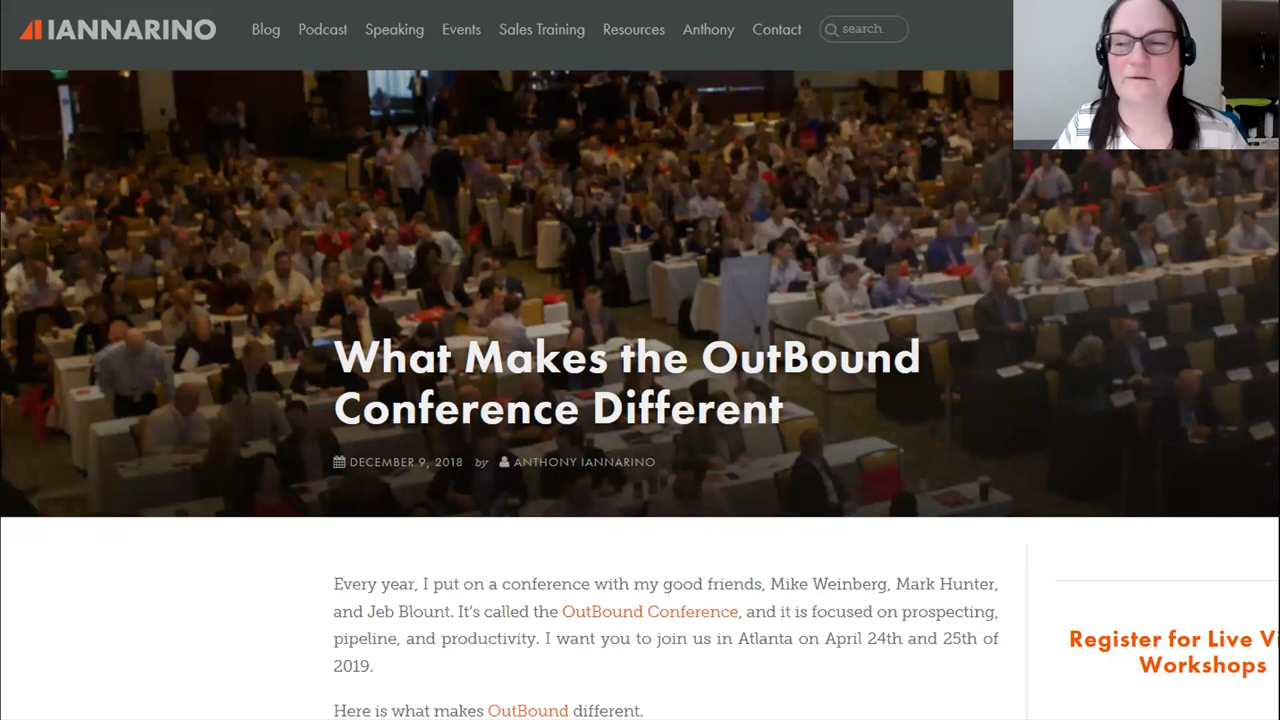 IANNARINO
Blog Podcast Speaking Events Sales Training Resources Anthony Contact search
What Makes the OutBound
Conference Different
DECEMBER 9, 2018 by ANTHONY IANNARINO
Every year, I put on a conference with my good friends, Mike Weinberg, Mark Hunter,
and Jeb Blount. It's called the OutBound Conference, and it is focused on prospecting,
pipeline, and productivity. I want you to join us in Atlanta on April 24th and 25th of
2019.
Here is what makes OutBound different.
Register for Live
Workshops